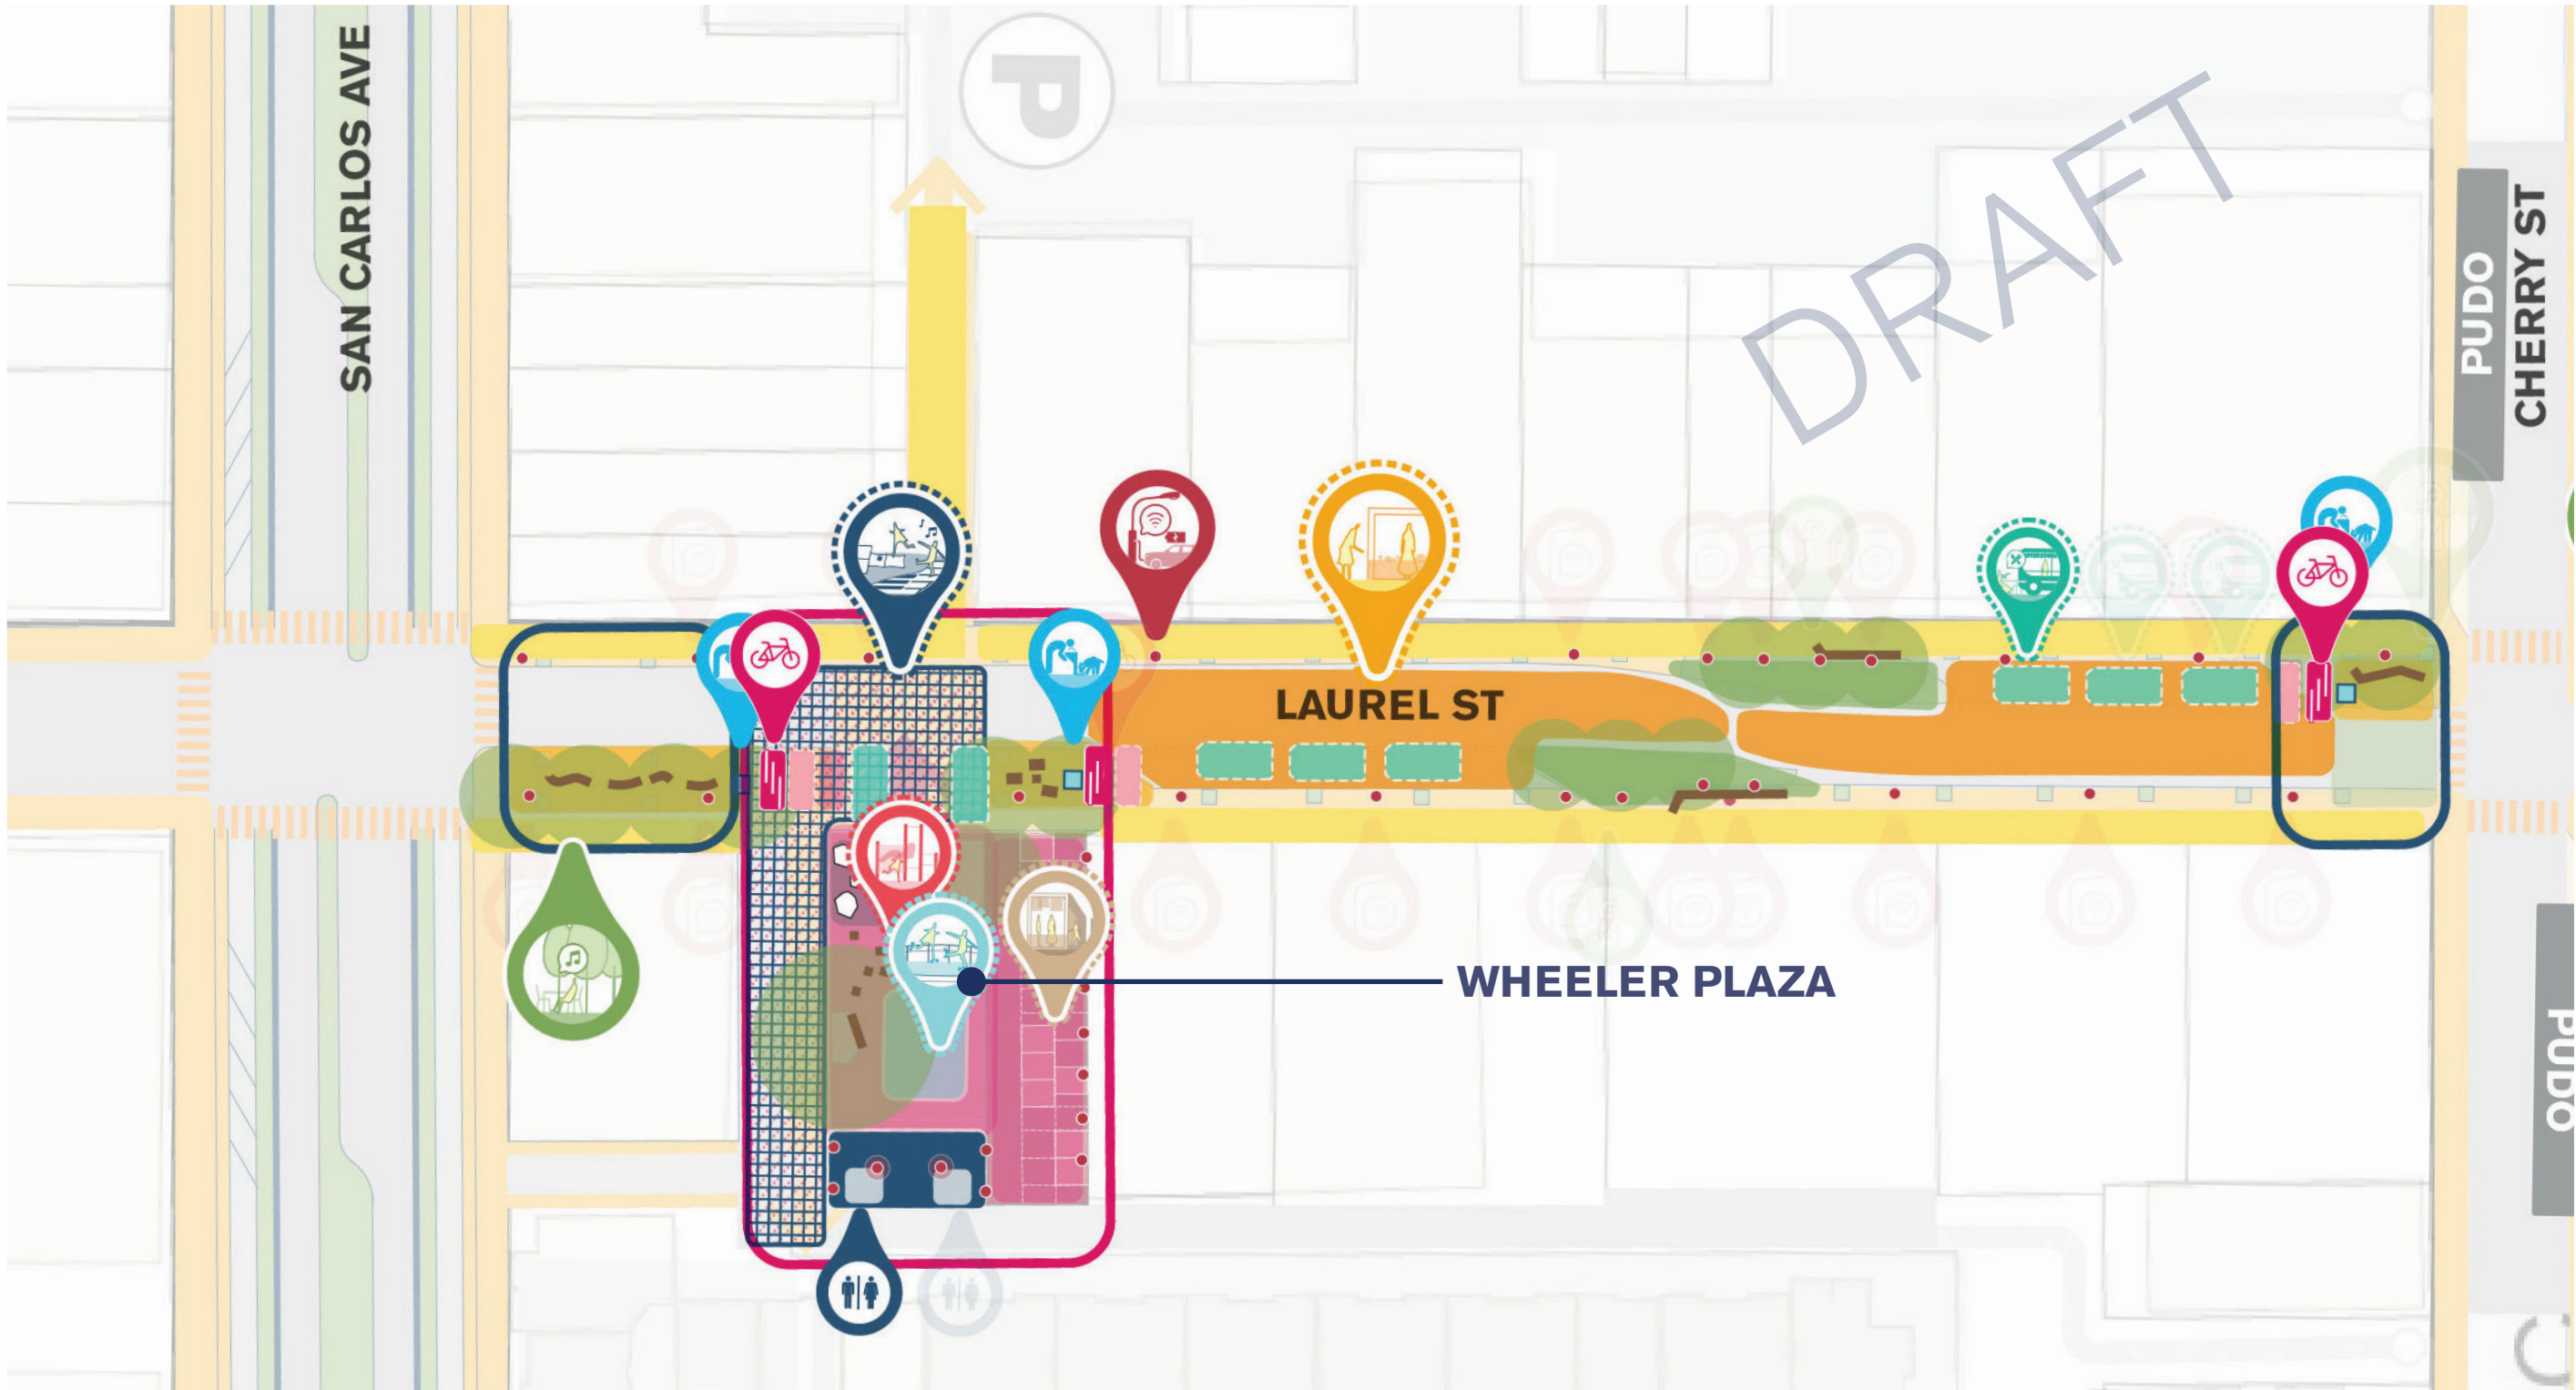 SAN CARLOS AVE
P
DRAFT
PUDO
CHERRY ST
LAUREL ST
WHEELER PLAZA
PUDO
C